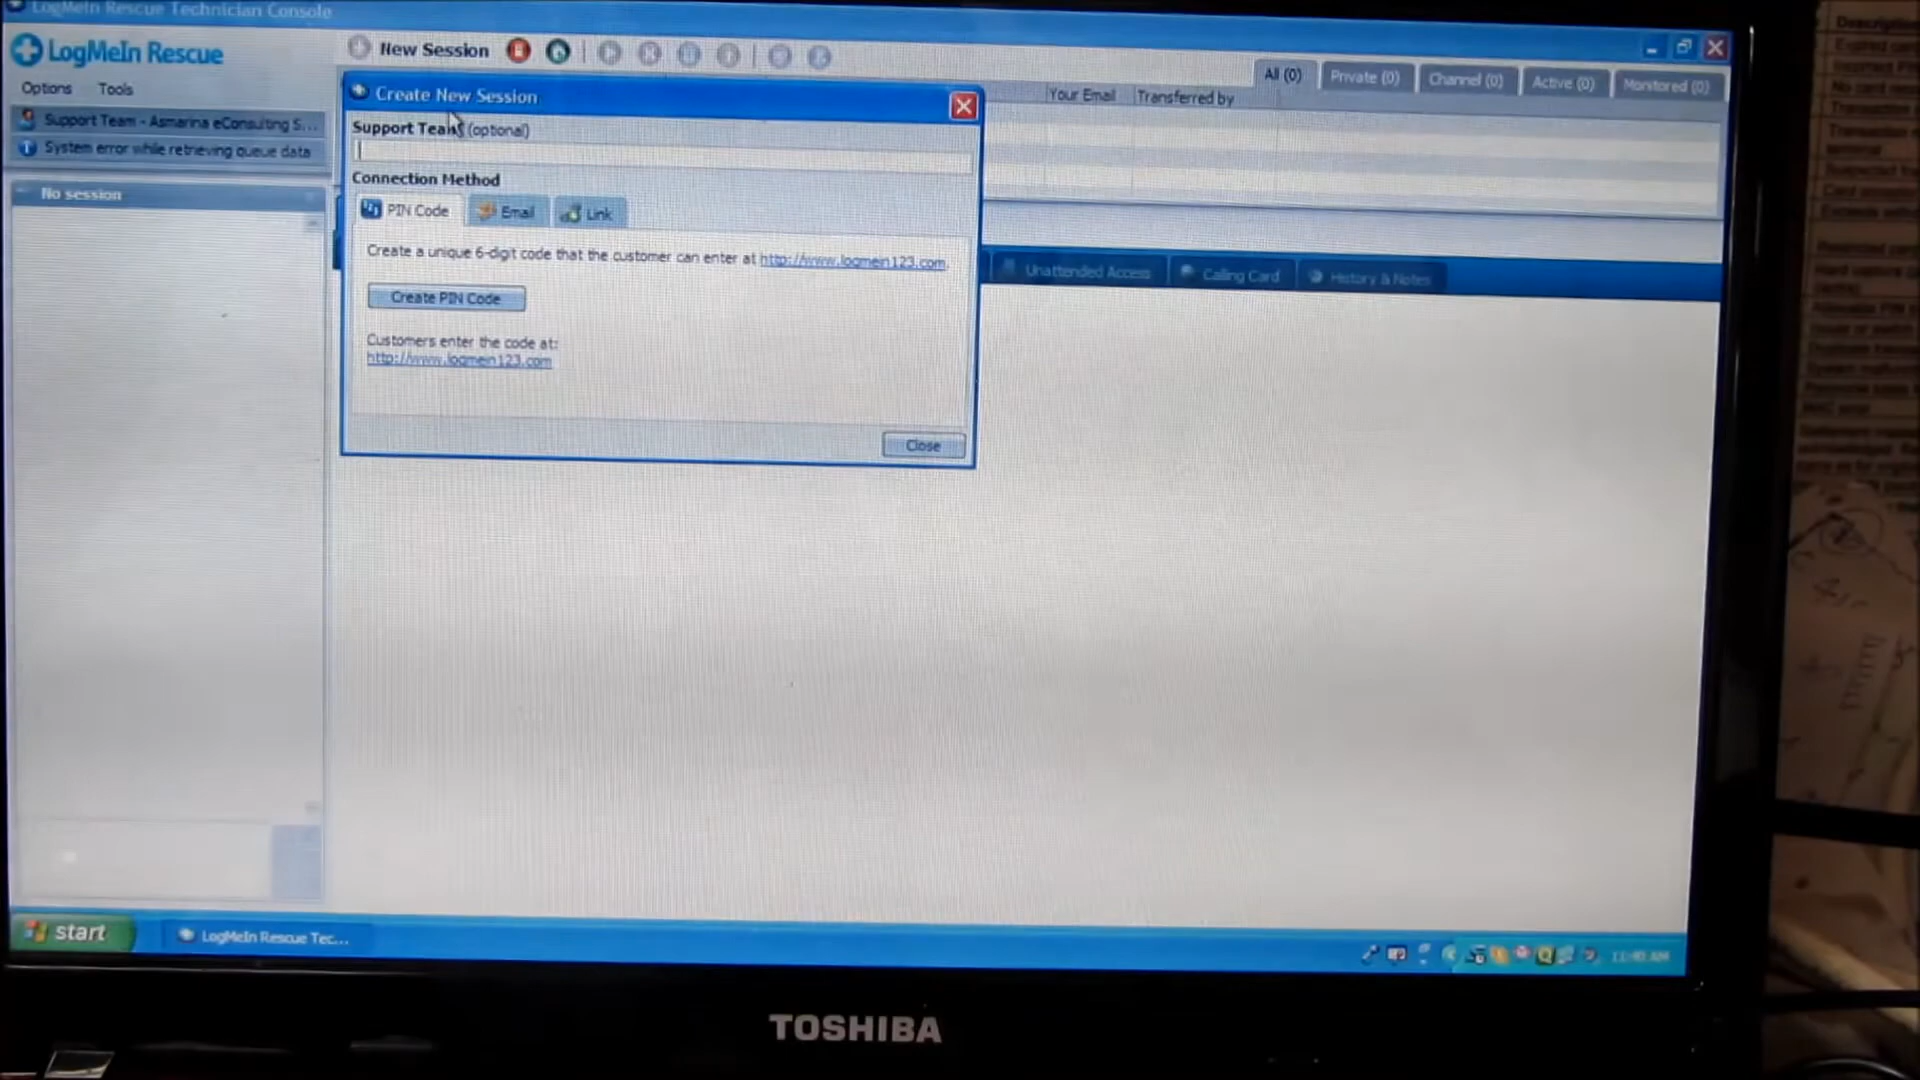 LogMeIn Rescue Technician Console
LogMeIn Rescue
New Session
Options Tools
Support Team - Asmarina eConsulting S...
System error while retrieving queue data
No session
All (0) Private (0) Channel (0) Active (0) Monitored (0)
Your Email Transferred by
Create New Session
Support Team (optional)
Connection Method
PIN Code Email Link
Create a unique 6-digit code that the customer can enter at http://www.logmein123.com.
Create PIN Code
Customers enter the code at:
http://www.logmein123.com
Close
Unattended Access Calling Card History & Notes
start
LogMeIn Rescue Tec...
TOSHIBA